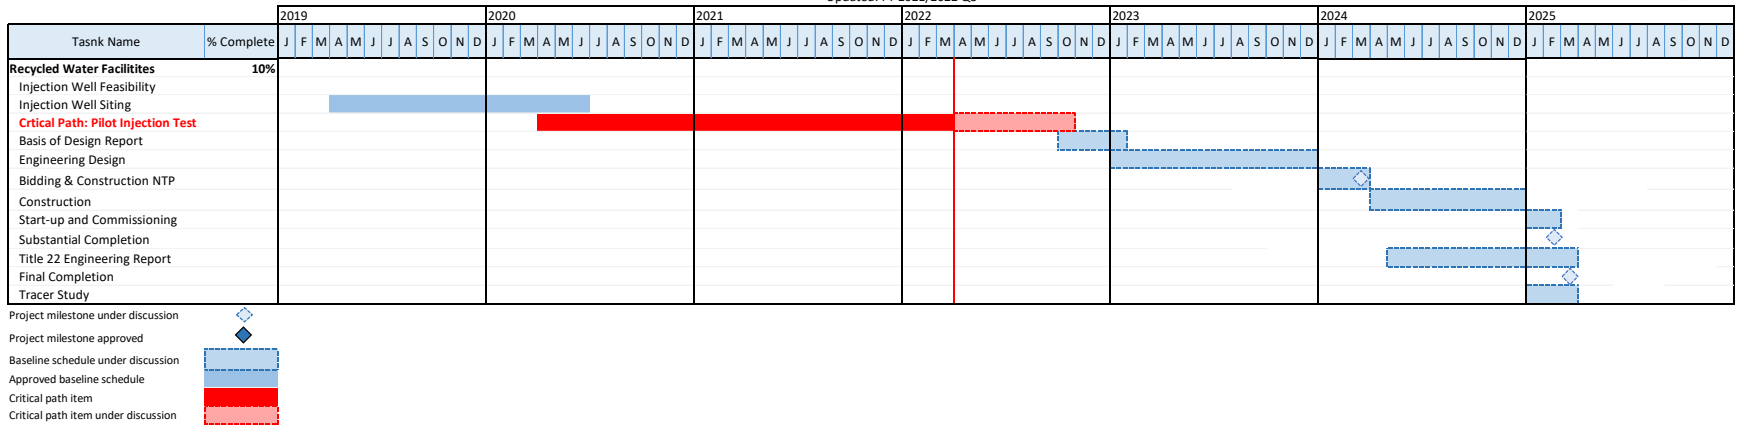 2019 2020 2021 2022 2023 2024 2025
Tasnk Name % Complete J F M A M J J A S O N D J F M A M J J A S O N D J F M A M J J A S O N D J F M A M J J A S O N D J F M A M J J A S O N D J F M A M J J A S O N D J F M A M J J A S O N D
Recycled Water Facilitites 10%
Injection Well Feasibility
Injection Well Siting
Crtical Path: Pilot Injection Test
Basis of Design Report
Engineering Design
Bidding & Construction NTP
Construction
Start-up and Commissioning
Substantial Completion
Title 22 Engineering Report
Final Completion
Tracer Study
Project milestone under discussion
Project milestone approved
Baseline schedule under discussion
Approved baseline schedule
Critical path item
Critical path item under discussion